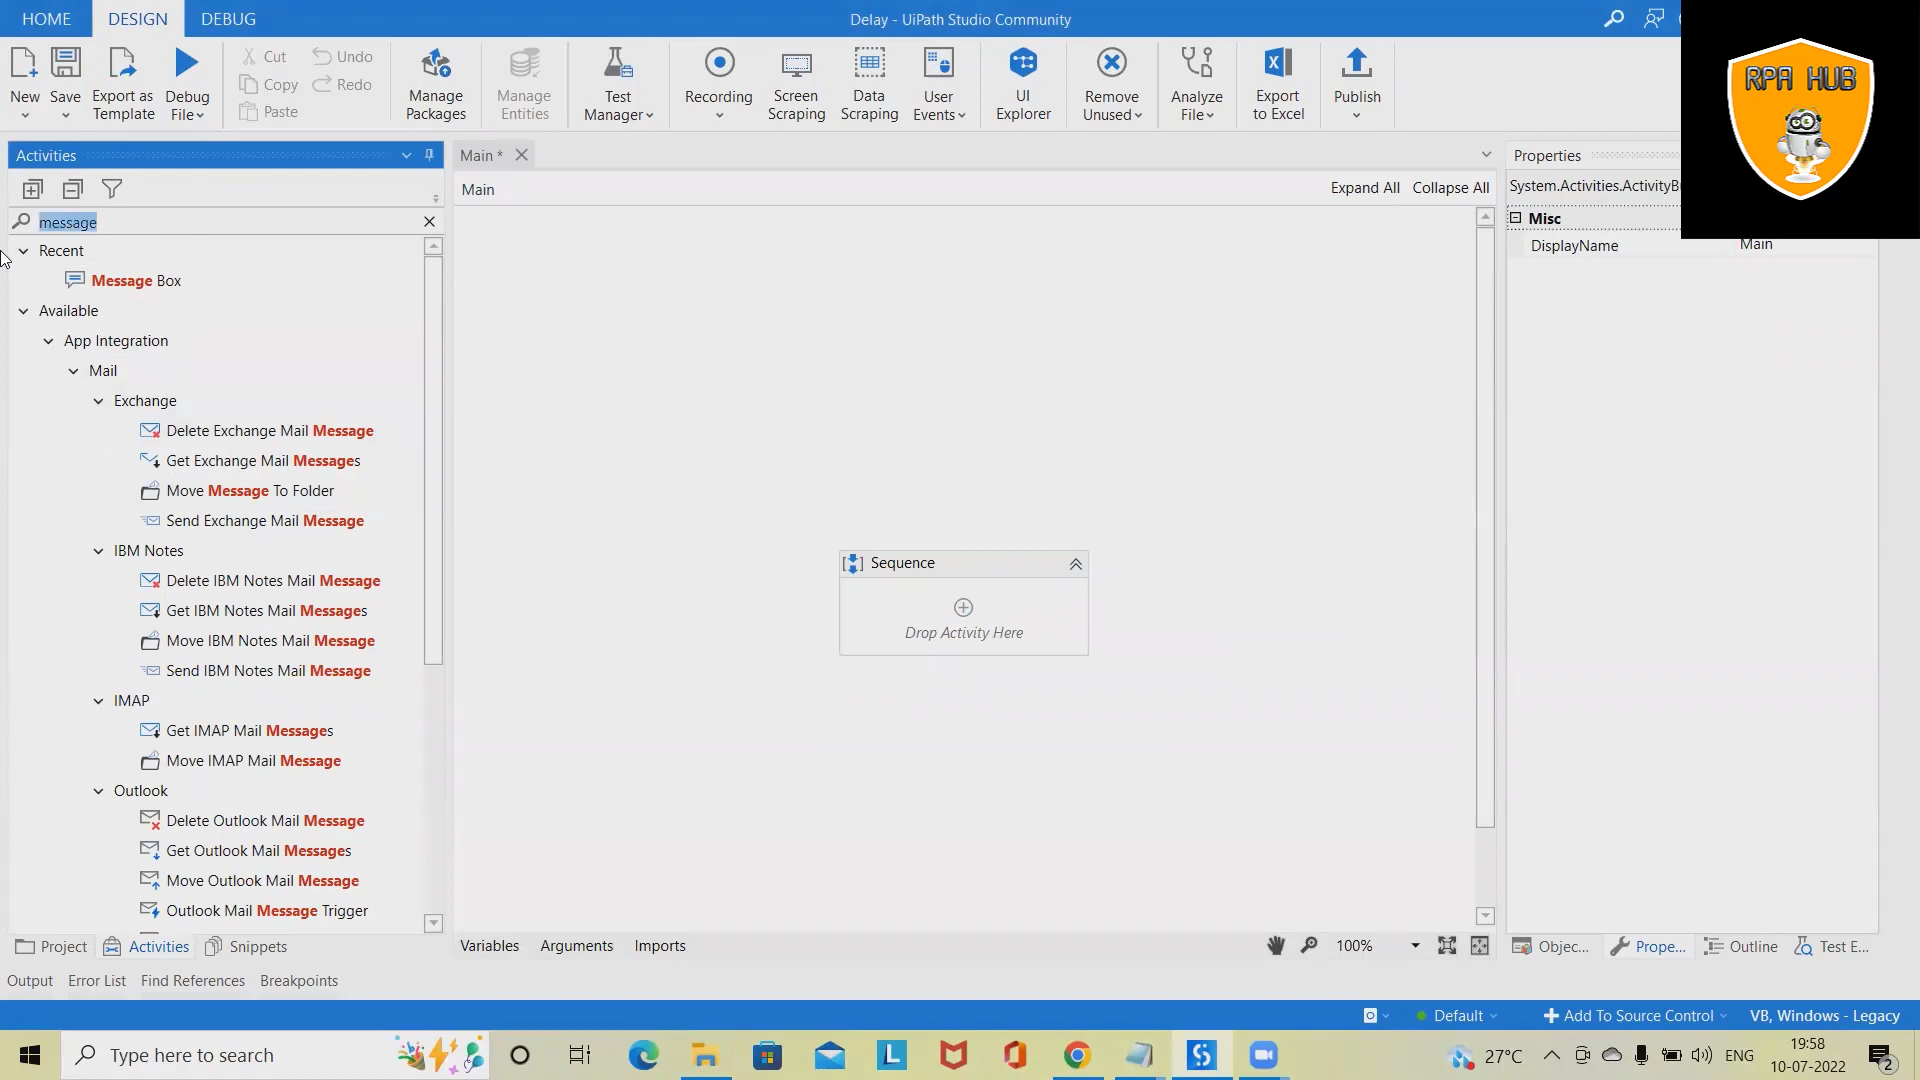 HOME
DESIGN
DEBUG
Delay - UiPath Studio Community
New
Save
Export as
Template
Debug
File
Cut
Copy
Paste
Undo
Redo
Manage
Packages
Manage
Entities
Test
Manager
Recording
Screen
Scraping
Data
Scraping
User
Events
UI
Explorer
Remove
Unused
Analyze
File
Export
to Excel
Publish
RPA HUB
Activities
Main *
Properties
Main
Expand All
Collapse All
System.Activities.ActivityB
message
Misc
DisplayName
Main
Recent
Message Box
Available
App Integration
Mail
Exchange
Delete Exchange Mail Message
Get Exchange Mail Messages
Move Message To Folder
Send Exchange Mail Message
IBM Notes
Delete IBM Notes Mail Message
Get IBM Notes Mail Messages
Move IBM Notes Mail Message
Send IBM Notes Mail Message
IMAP
Get IMAP Mail Messages
Move IMAP Mail Message
Outlook
Delete Outlook Mail Message
Get Outlook Mail Messages
Move Outlook Mail Message
Outlook Mail Message Trigger
Sequence
Drop Activity Here
Project
Activities
Snippets
Variables
Arguments
Imports
100%
Objec...
Prope...
Outline
Test E...
Output
Error List
Find References
Breakpoints
Default
Add To Source Control
VB, Windows - Legacy
Type here to search
27°C
ENG
19:58
10-07-2022
2